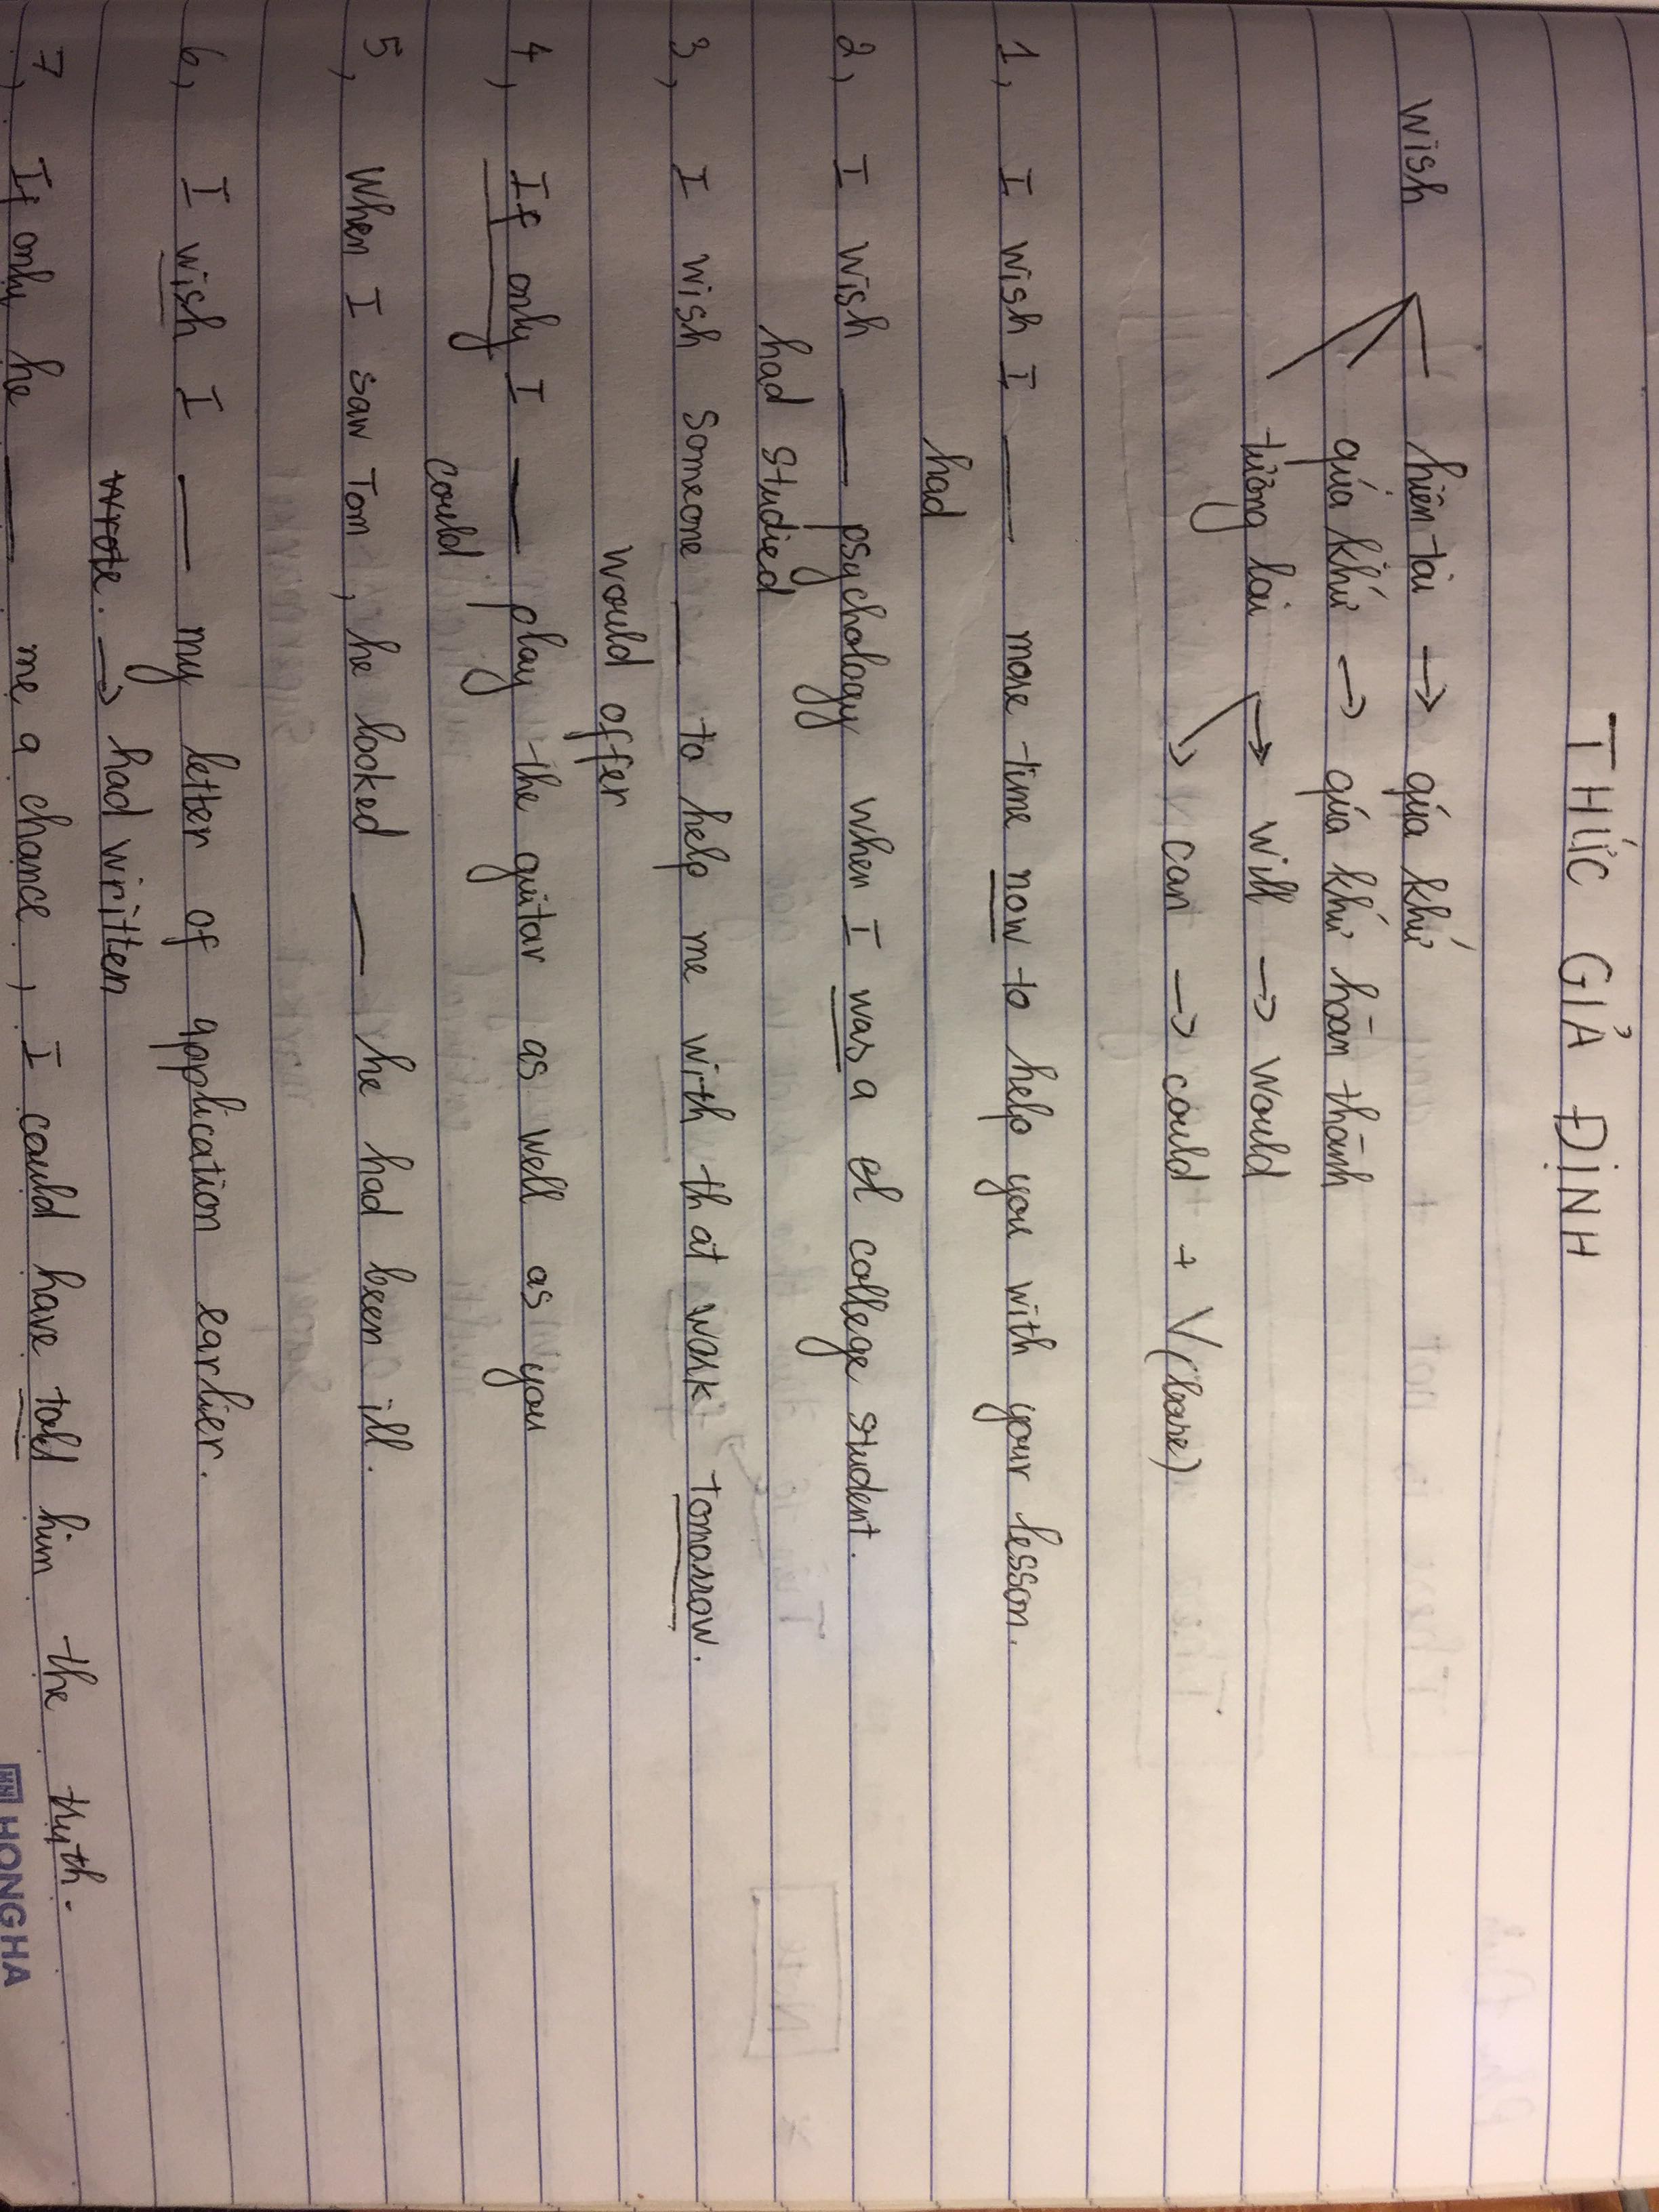 THỨC GIẢ ĐỊNH
wish hiện tại → qúa khứ
qúa khứ → qúa khứ hoàn thành
tương lai → will → would
→ can → could + V (bare)
1, I wish I ___ more time now to help you with your lesson.
had
2, I wish ___ psychology when I was a college student.
had studied
3, I wish someone ___ to help me with that work tomorrow.
would offer
4, If only I ___ play the guitar as well as you
could
5, When I saw Tom, he looked ___ he had been ill.
6, I wish I ___ my letter of application earlier.
wrote. → had written
7, If only he ___ me a chance, I could have told him the truth.
HONG HA